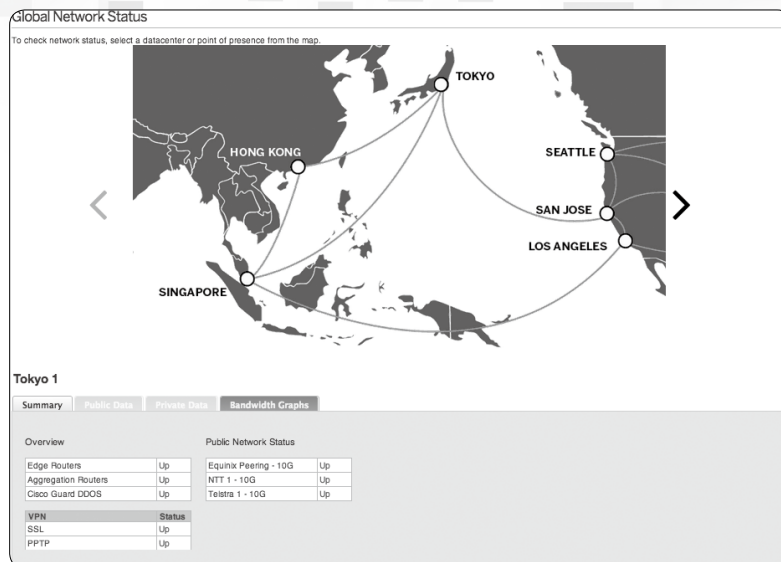 Global Network Status
To check network status, select a datacenter or point of presence from the map.
TOKYO
HONG KONG
SEATTLE
SAN JOSE
LOS ANGELES
SINGAPORE
Tokyo 1
Summary Public Data Private Data Bandwidth Graphs
Overview Public Network Status
Edge Routers Up Equinix Peering - 10G Up
Aggregation Routers Up NTT 1 - 10G Up
Cisco Guard DDOS Up Telstra 1 - 10G Up
VPN Status
SSL Up
PPTP Up